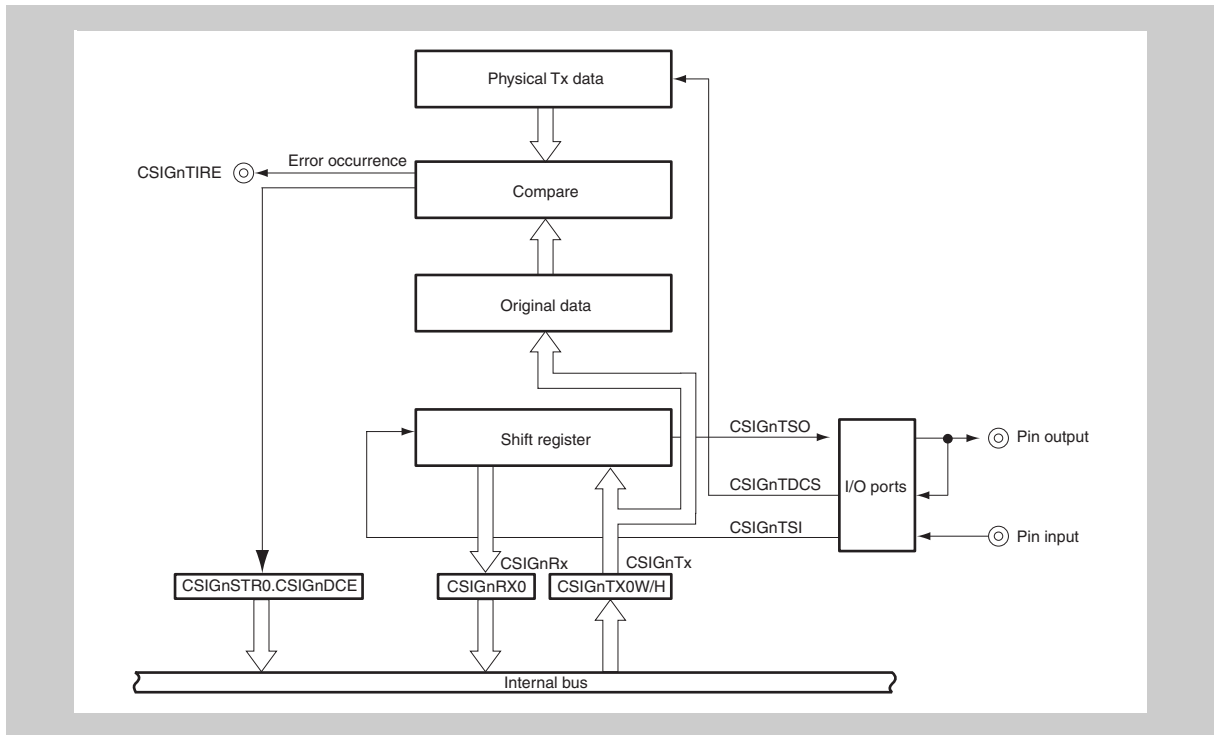 Physical Tx data
Error occurrence
CSIGnTIRE
Compare
Original data
CSIGnTSO
Shift register
Pin output
CSIGnTDCS
I/O ports
CSIGnTSI
Pin input
CSIGnRx
CSIGnTx
CSIGnSTR0.CSIGnDCE
CSIGnRX0
CSIGnTX0W/H
Internal bus